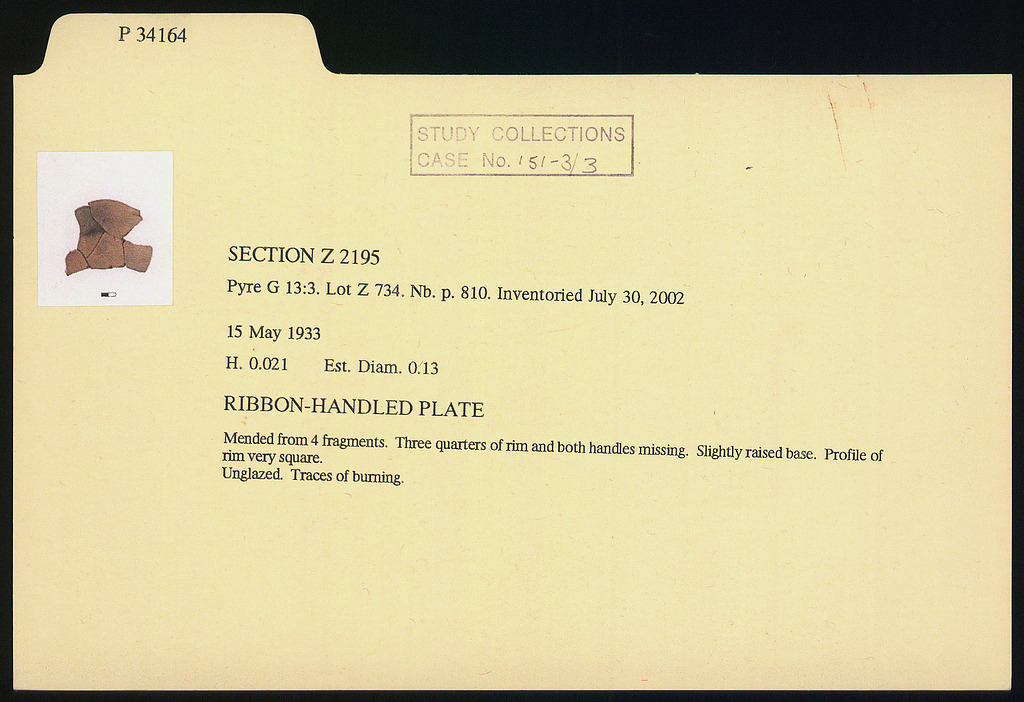 P 34164
STUDY COLLECTIONS
CASE No. 151-3/3
SECTION Z 2195
Pyre G 13:3. Lot Z 734. Nb. p. 810. Inventoried July 30, 2002
15 May 1933
H. 0.021 Est. Diam. 0.13
RIBBON-HANDLED PLATE
Mended from 4 fragments. Three quarters of rim and both handles missing. Slightly raised base. Profile of
rim very square.
Unglazed. Traces of burning.